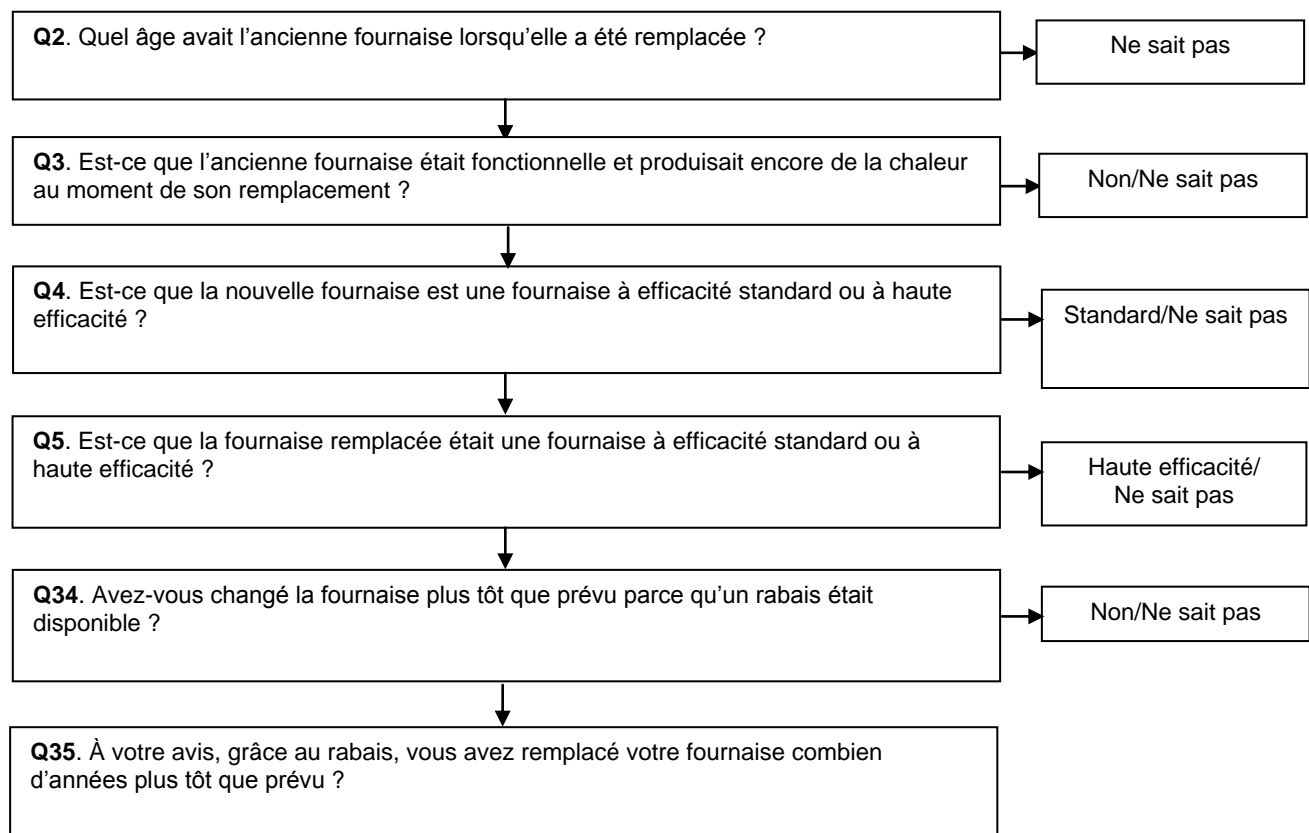 Q2. Quel âge avait l'ancienne fournaise lorsqu'elle a été remplacée ?
Ne sait pas
Q3. Est-ce que l'ancienne fournaise était fonctionnelle et produisait encore de la chaleur
au moment de son remplacement ?
Non/Ne sait pas
Q4. Est-ce que la nouvelle fournaise est une fournaise à efficacité standard ou à haute
efficacité ?
Standard/Ne sait pas
Q5. Est-ce que la fournaise remplacée était une fournaise à efficacité standard ou à
haute efficacité ?
Haute efficacité/
Ne sait pas
Q34. Avez-vous changé la fournaise plus tôt que prévu parce qu'un rabais était
disponible ?
Non/Ne sait pas
Q35. À votre avis, grâce au rabais, vous avez remplacé votre fournaise combien
d'années plus tôt que prévu ?